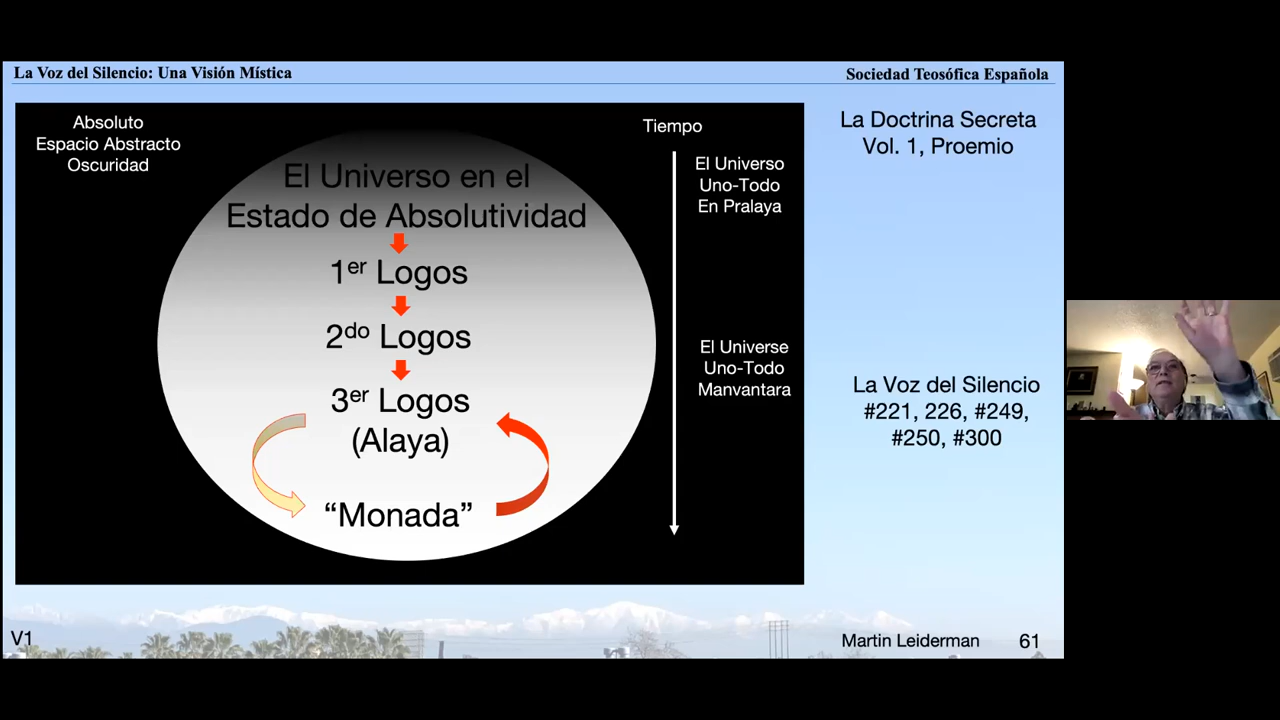 La Voz del Silencio: Una Visión Mística
Sociedad Teosófica Española
Absoluto
Espacio Abstracto
Oscuridad
El Universo en el
Estado de Absolutividad
1er Logos
2do Logos
3er Logos
(Alaya)
“Monada”
Tiempo
El Universo
Uno-Todo
En Pralaya
El Universe
Uno-Todo
Manvantara
La Doctrina Secreta
Vol. 1, Proemio
La Voz del Silencio
#221, 226, #249,
#250, #300
V1
Martin Leiderman
61